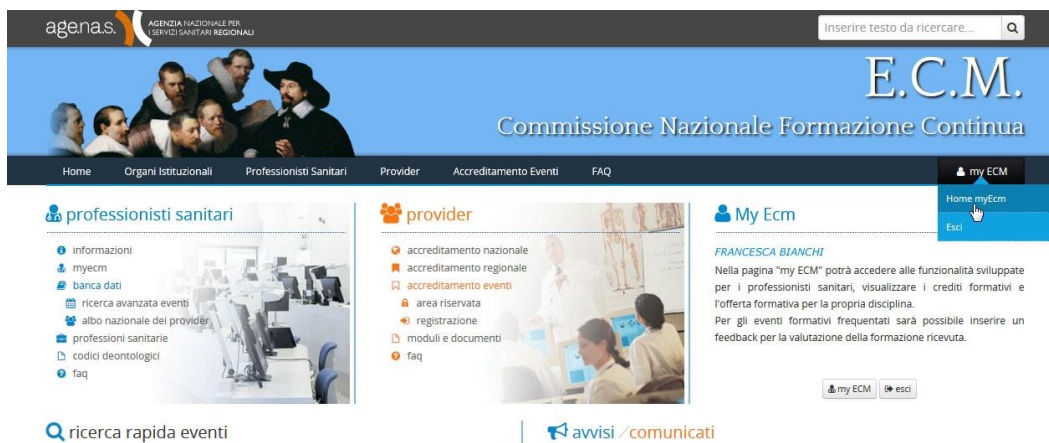 age.na.s.
AGENZIA NAZIONALE PER
I SERVIZI SANITARI REGIONALI
Inserire testo da ricercare...
E.C.M.
Commissione Nazionale Formazione Continua
Home
Organi Istituzionali
Professionisti Sanitari
Provider
Accreditamento Eventi
FAQ
my ECM
Home myEcm
Esci
professionisti sanitari
informazioni
myecm
banca dati
ricerca avanzata eventi
albo nazionale dei provider
professioni sanitarie
codici deontologici
faq
provider
accreditamento nazionale
accreditamento regionale
accreditamento eventi
area riservata
registrazione
moduli e documenti
faq
My Ecm
FRANCESCA BIANCHI
Nella pagina "my ECM" potrà accedere alle funzionalità sviluppate
per i professionisti sanitari, visualizzare i crediti formativi e
l'offerta formativa per la propria disciplina.
Per gli eventi formativi frequentati sarà possibile inserire un
feedback per la valutazione della formazione ricevuta.
my ECM
esci
ricerca rapida eventi
avvisi / comunicati